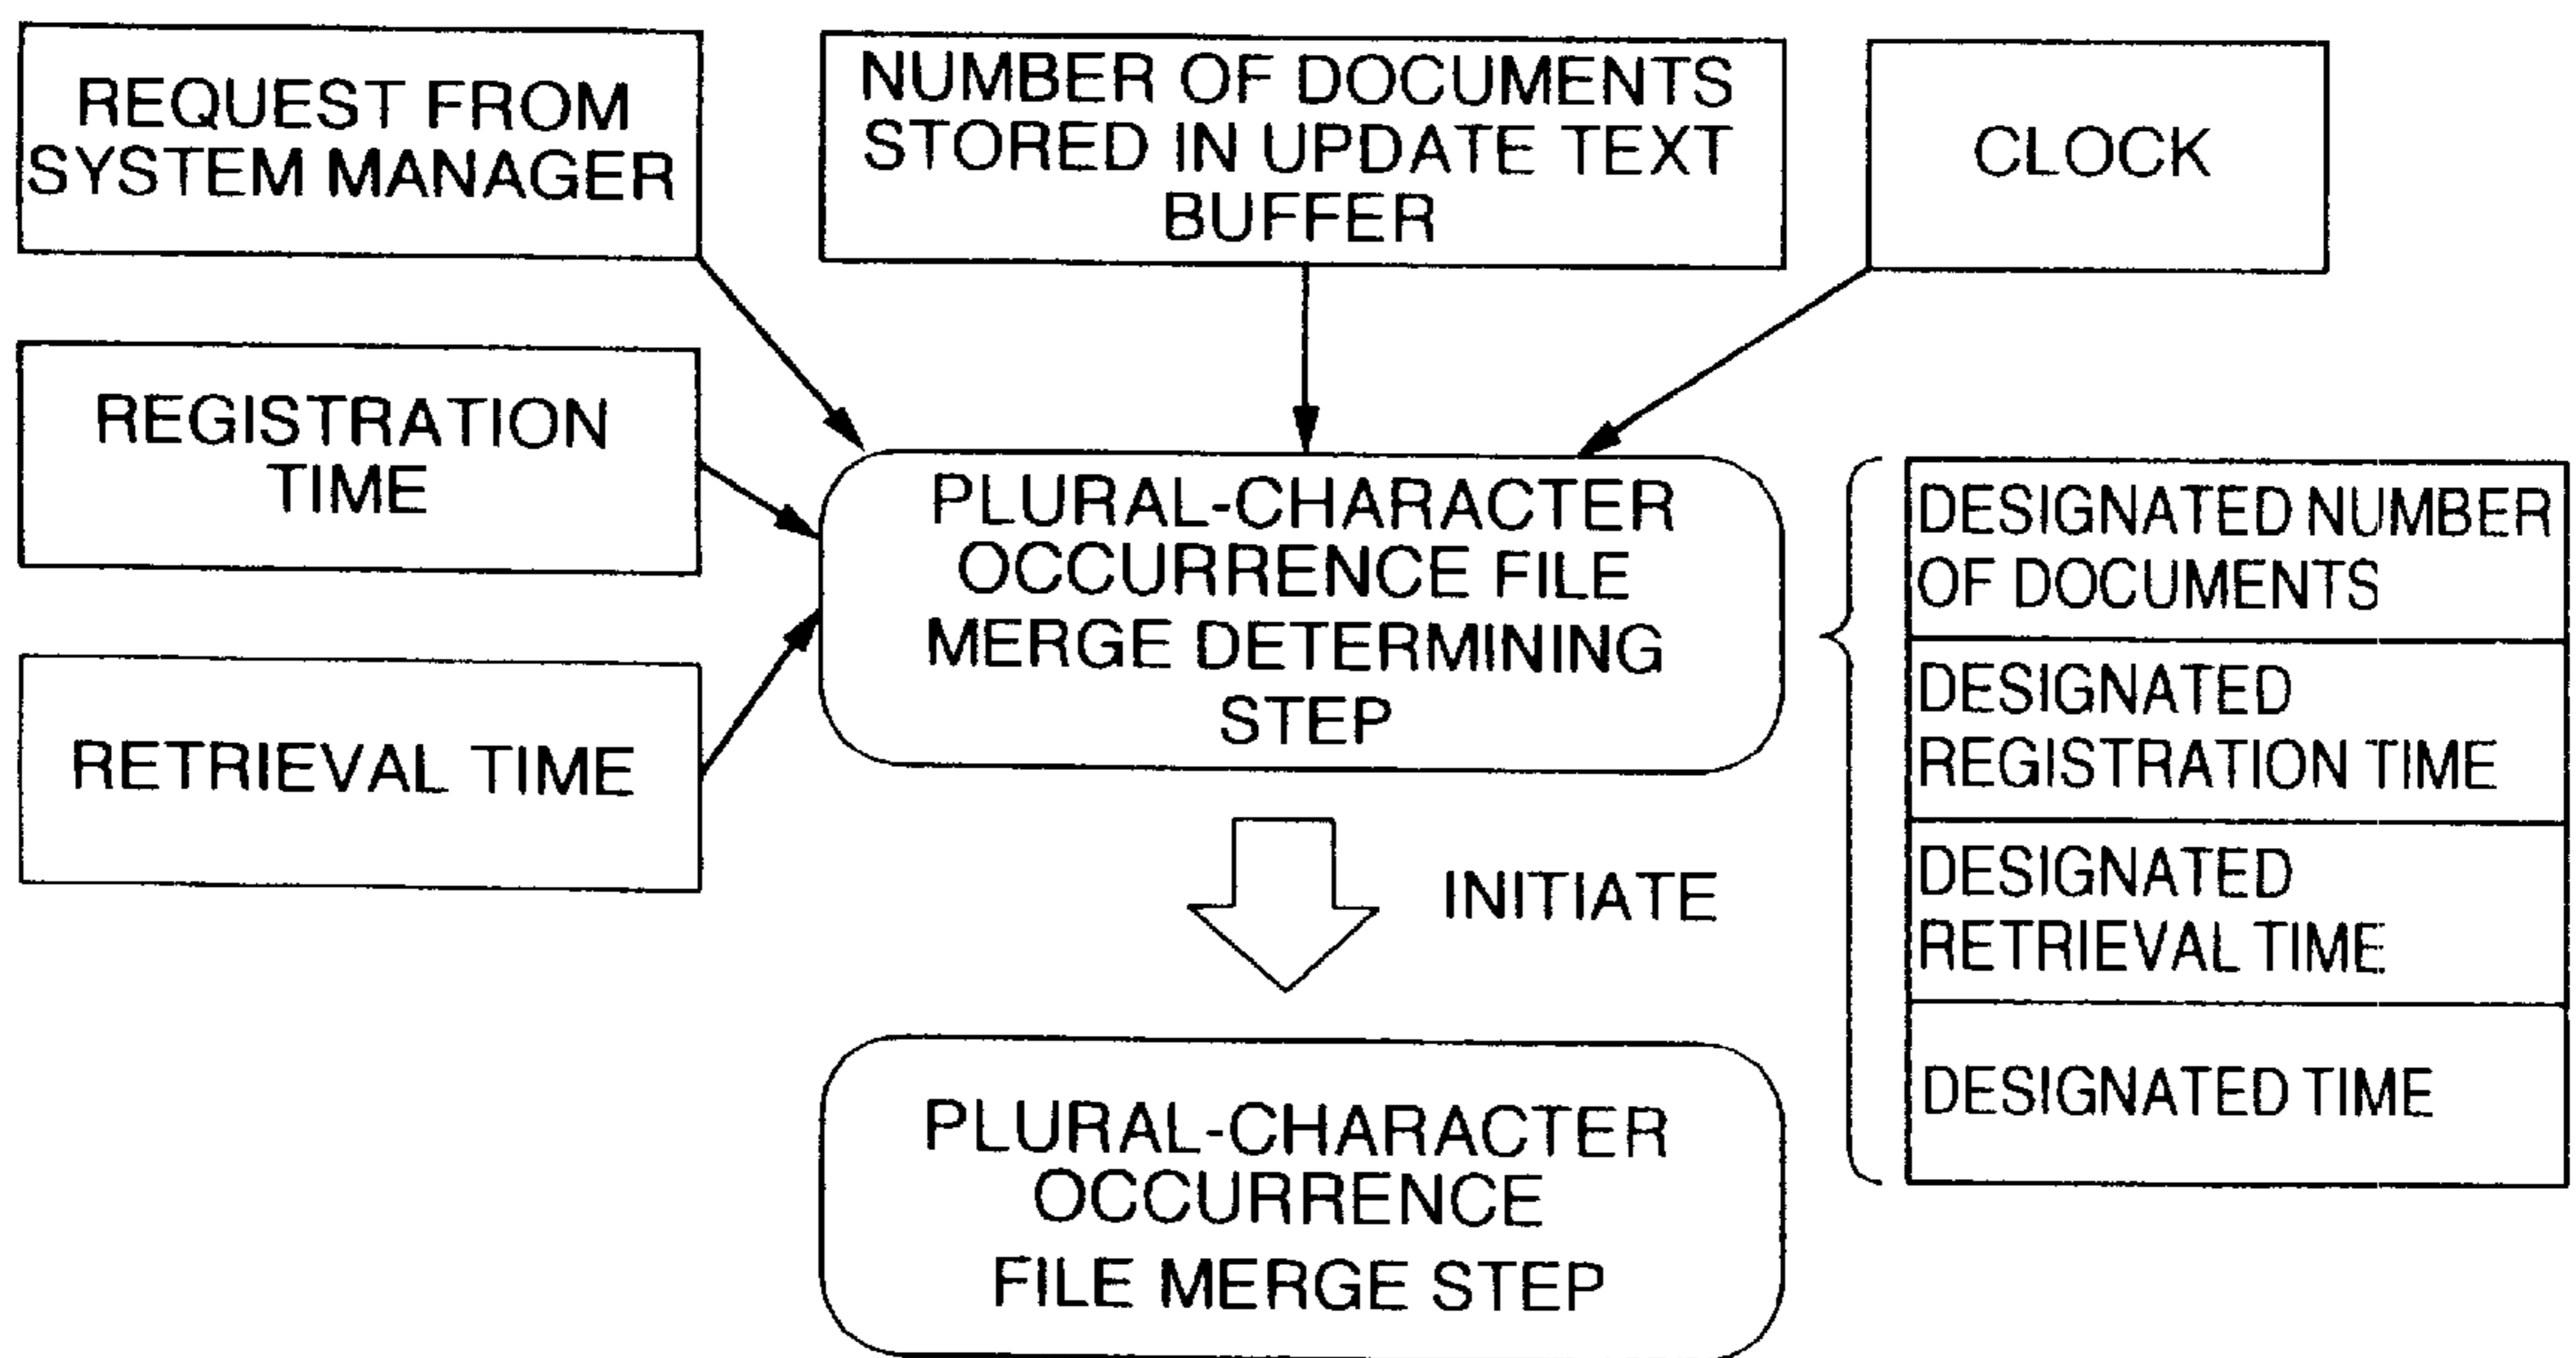 REQUEST FROM
SYSTEM MANAGER
NUMBER OF DOCUMENTS
STORED IN UPDATE TEXT
BUFFER
CLOCK
REGISTRATION
TIME
RETRIEVAL TIME
PLURAL-CHARACTER
OCCURRENCE FILE
MERGE DETERMINING
STEP
DESIGNATED NUMBER
OF DOCUMENTS
DESIGNATED
REGISTRATION TIME
DESIGNATED
RETRIEVAL TIME
DESIGNATED TIME
INITIATE
PLURAL-CHARACTER
OCCURRENCE
FILE MERGE STEP